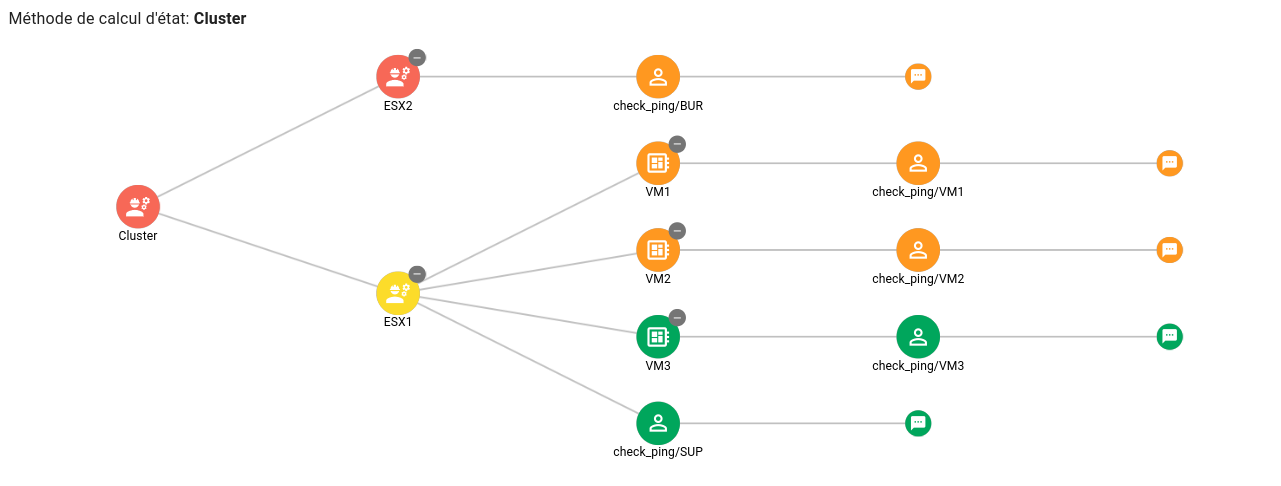 Méthode de calcul d'état: Cluster
ESX2
check_ping/BUR
VM1
check_ping/VM1
Cluster
VM2
check_ping/VM2
ESX1
VM3
check_ping/VM3
check_ping/SUP